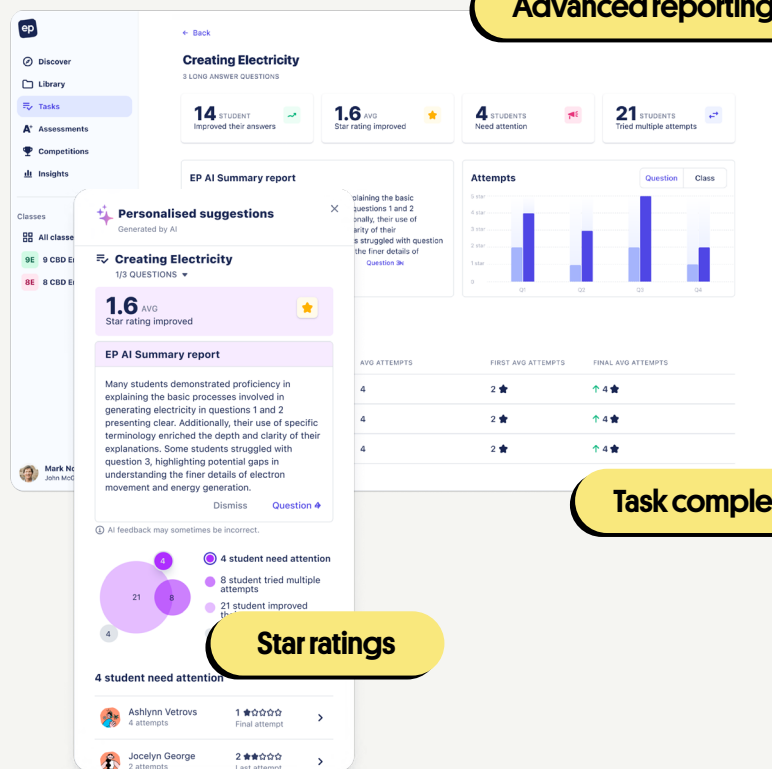 Advanced reporting
ep
← Back
Discover
Library
Tasks
Assessments
Competitions
Insights
Classes
All classe
9E 9 CBD E
8E 8 CBD E
Mark No
John McG
Creating Electricity
3 LONG ANSWER QUESTIONS
14 STUDENT
Improved their answers
1.6 AVG
Star rating improved
4 STUDENTS
Need attention
21 STUDENTS
Tried multiple attempts
EP AI Summary report
plaining the basic
questions 1 and 2
onally, their use of
arity of their
s struggled with question
the finer details of
Question 3
Attempts
Question Class
5 star
4 star
3 star
2 star
1 star
0
Q1 Q2 Q3 Q4
AVG ATTEMPTS FIRST AVG ATTEMPTS FINAL AVG ATTEMPTS
4 2 ★ ↑ 4 ★
4 2 ★ ↑ 4 ★
4 2 ★ ↑ 4 ★
Task comple
Personalised suggestions
Generated by AI
Creating Electricity
1/3 QUESTIONS ▼
1.6 AVG
Star rating improved
EP AI Summary report
Many students demonstrated proficiency in
explaining the basic processes involved in
generating electricity in questions 1 and 2
presenting clear. Additionally, their use of specific
terminology enriched the depth and clarity of their
explanations. Some students struggled with
question 3, highlighting potential gaps in
understanding the finer details of electron
movement and energy generation.
Dismiss Question
AI feedback may sometimes be incorrect.
4
21
8
4
4 student need attention
8 student tried multiple
attempts
21 student improved
Star ratings
4 student need attention
Ashlynn Vetrovs
4 attempts
1 ★☆☆☆☆
Final attempt
Jocelyn George
2 attempts
2 ★★☆☆☆
Last attempt